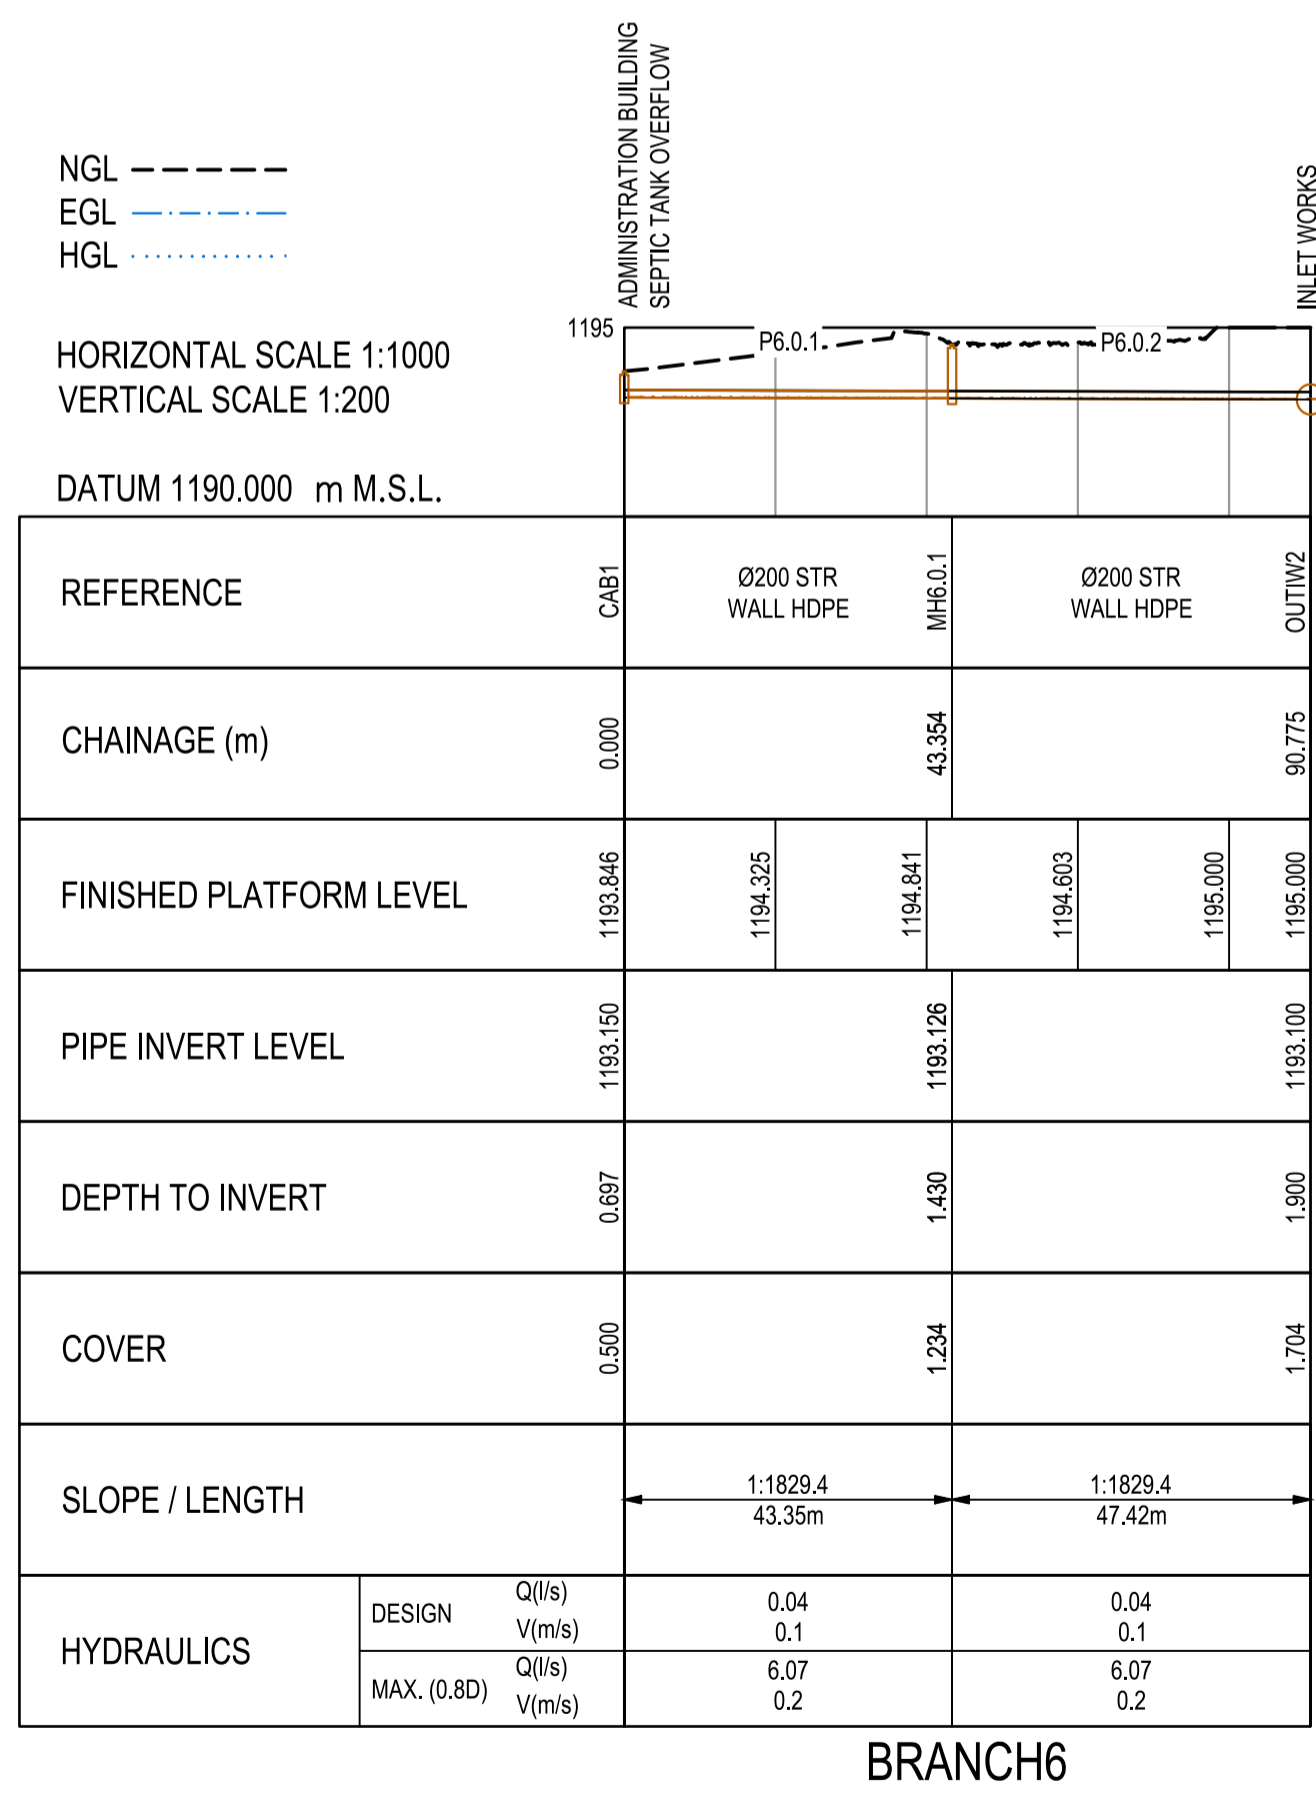 ADMINISTRATION BUILDING
SEPTIC TANK OVERFLOW
INLET WORKS
NGL
EGL
HGL
HORIZONTAL SCALE 1:1000
VERTICAL SCALE 1:200
DATUM 1190.000 m M.S.L.
1195
P6.0.1
P6.0.2
REFERENCE
CAB1
Ø200 STR
WALL HDPE
MH6.0.1
Ø200 STR
WALL HDPE
OUTIW2
CHAINAGE (m)
0.000
43.354
90.775
FINISHED PLATFORM LEVEL
1193.846
1194.325
1194.841
1194.603
1195.000
1195.000
PIPE INVERT LEVEL
1193.150
1193.126
1193.100
DEPTH TO INVERT
0.697
1.430
1.900
COVER
0.500
1.234
1.704
SLOPE / LENGTH
1:1829.4
43.35m
1:1829.4
47.42m
HYDRAULICS
DESIGN
Q(l/s)
0.04
0.04
V(m/s)
0.1
0.1
MAX. (0.8D)
Q(l/s)
6.07
6.07
V(m/s)
0.2
0.2
BRANCH6